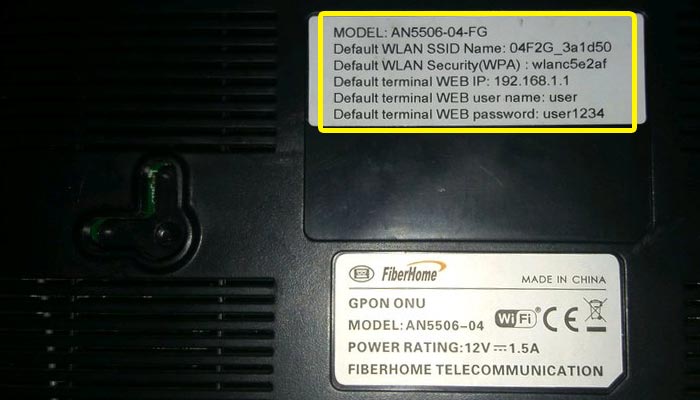 MODEL: AN5506-04-FG
Default WLAN SSID Name: 04F2G_3a1d50
Default WLAN Security(WPA) : wlanc5e2af
Default terminal WEB IP: 192.168.1.1
Default terminal WEB user name: user
Default terminal WEB password: user1234
FiberHome
MADE IN CHINA
GPON ONU
MODEL:AN5506-04
WiFi CE
POWER RATING:12V⎓1.5A
FIBERHOME TELECOMMUNICATION